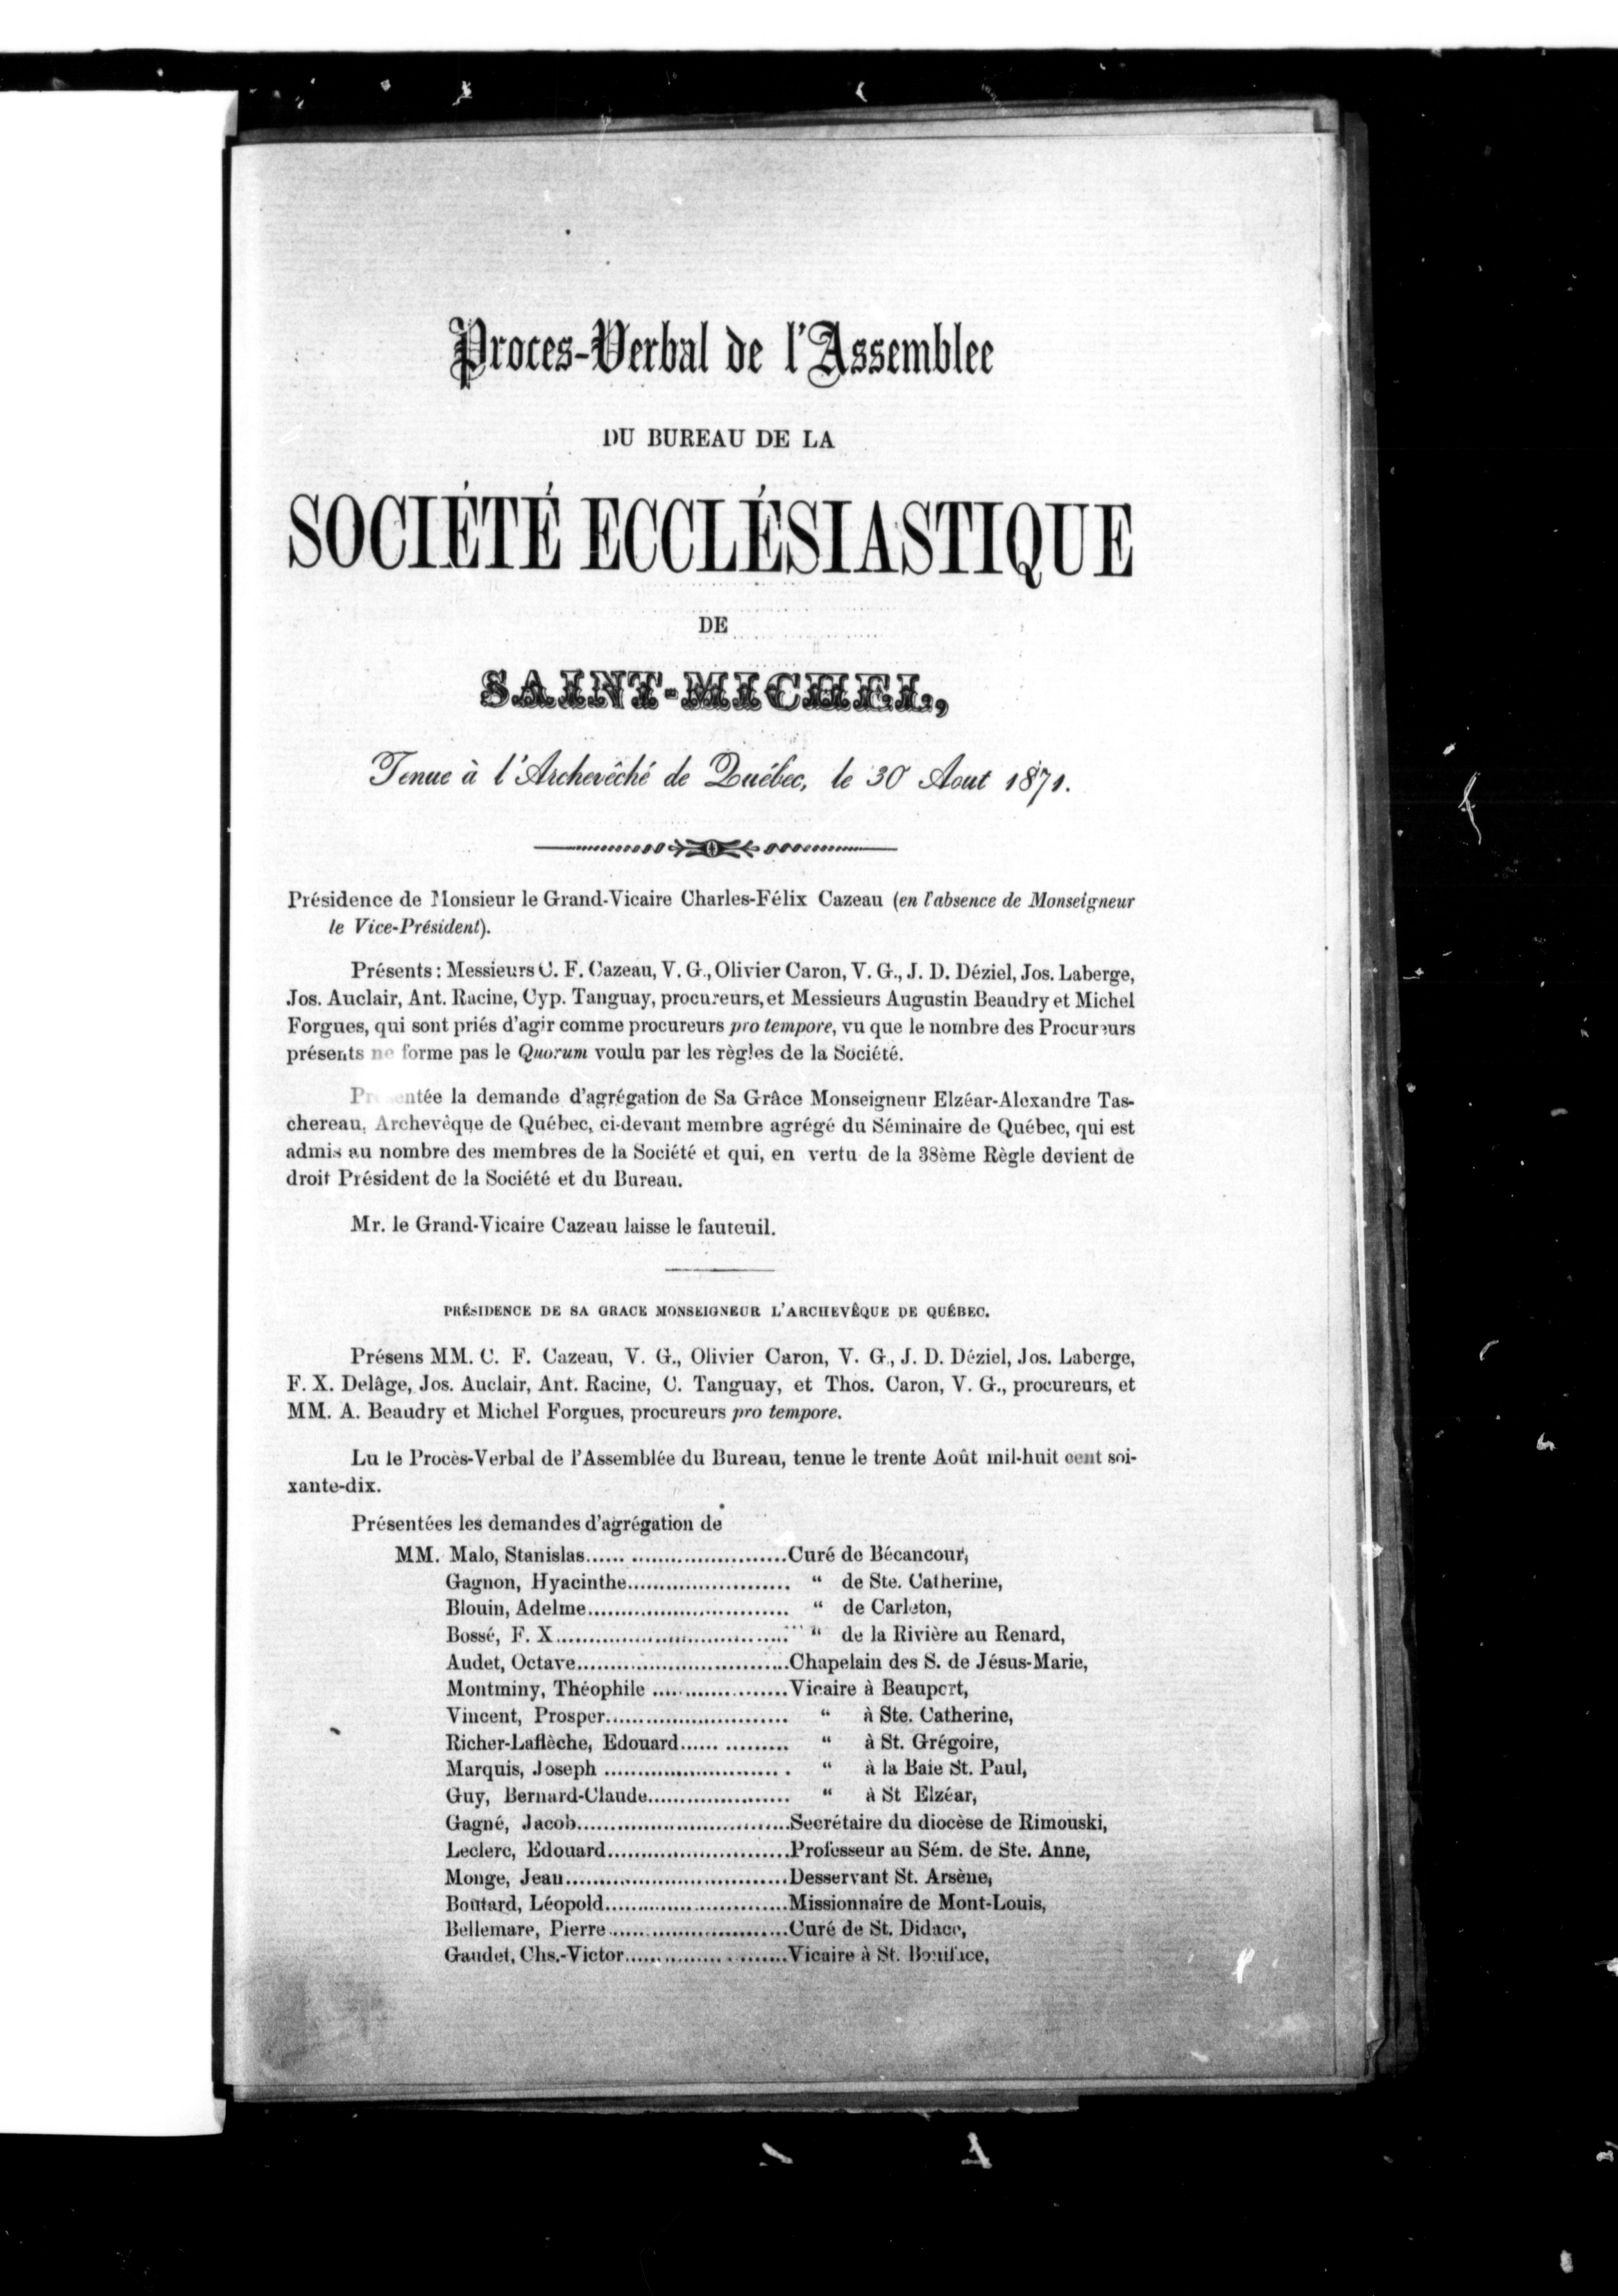 Proces-Verbal de l'Assemblee
DU BUREAU DE LA
SOCIÉTÉ ECCLÉSIASTIQUE
DE
SAINT-MICHEL,
Tenue à l'Archevêché de Québec, le 30 Aout 1871.
Présidence de Monsieur le Grand-Vicaire Charles-Félix Cazeau (en l'absence de Monseigneur
le Vice-Président).
Présents : Messieurs C. F. Cazeau, V. G., Olivier Caron, V. G., J. D. Déziel, Jos. Laberge,
Jos. Auclair, Ant. Racine, Cyp. Tanguay, procureurs, et Messieurs Augustin Beaudry et Michel
Forgues, qui sont priés d'agir comme procureurs pro tempore, vu que le nombre des Procureurs
présents ne forme pas le Quorum voulu par les règles de la Société.
Présentée la demande d'agrégation de Sa Grâce Monseigneur Elzéar-Alexandre Tas-
chereau, Archevêque de Québec, ci-devant membre agrégé du Séminaire de Québec, qui est
admis au nombre des membres de la Société et qui, en vertu de la 38ème Règle devient de
droit Président de la Société et du Bureau.
Mr. le Grand-Vicaire Cazeau laisse le fauteuil.
PRÉSIDENCE DE SA GRACE MONSEIGNEUR L'ARCHEVÊQUE DE QUÉBEC.
Présens MM. C. F. Cazeau, V. G., Olivier Caron, V. G., J. D. Déziel, Jos. Laberge,
F. X. Delâge, Jos. Auclair, Ant. Racine, C. Tanguay, et Thos. Caron, V. G., procureurs, et
MM. A. Beaudry et Michel Forgues, procureurs pro tempore.
Lu le Procès-Verbal de l'Assemblée du Bureau, tenue le trente Août mil-huit cent soi-
xante-dix.
Présentées les demandes d'agrégation de
MM. Malo, Stanislas...... ........................Curé de Bécancour,
Gagnon, Hyacinthe......................... " de Ste. Catherine,
Blouin, Adelme.............................. " de Carleton,
Bossé, F. X................................... " de la Rivière au Renard,
Audet, Octave................................Chapelain des S. de Jésus-Marie,
Montminy, Théophile ....................Vicaire à Beauport,
Vincent, Prosper........................... " à Ste. Catherine,
Richer-Laflèche, Edouard...... ......... " à St. Grégoire,
Marquis, Joseph .......................... . " à la Baie St. Paul,
Guy, Bernard-Claude..................... " à St Elzéar,
Gagné, Jacob................................Secrétaire du diocèse de Rimouski,
Leclerc, Edouard...........................Professeur au Sém. de Ste. Anne,
Monge, Jean.................................Desservant St. Arsène,
Boutard, Léopold...........................Missionnaire de Mont-Louis,
Bellemare, Pierre...........................Curé de St. Didace,
Gaudet, Chs.-Victor........................Vicaire à St. Boniface,